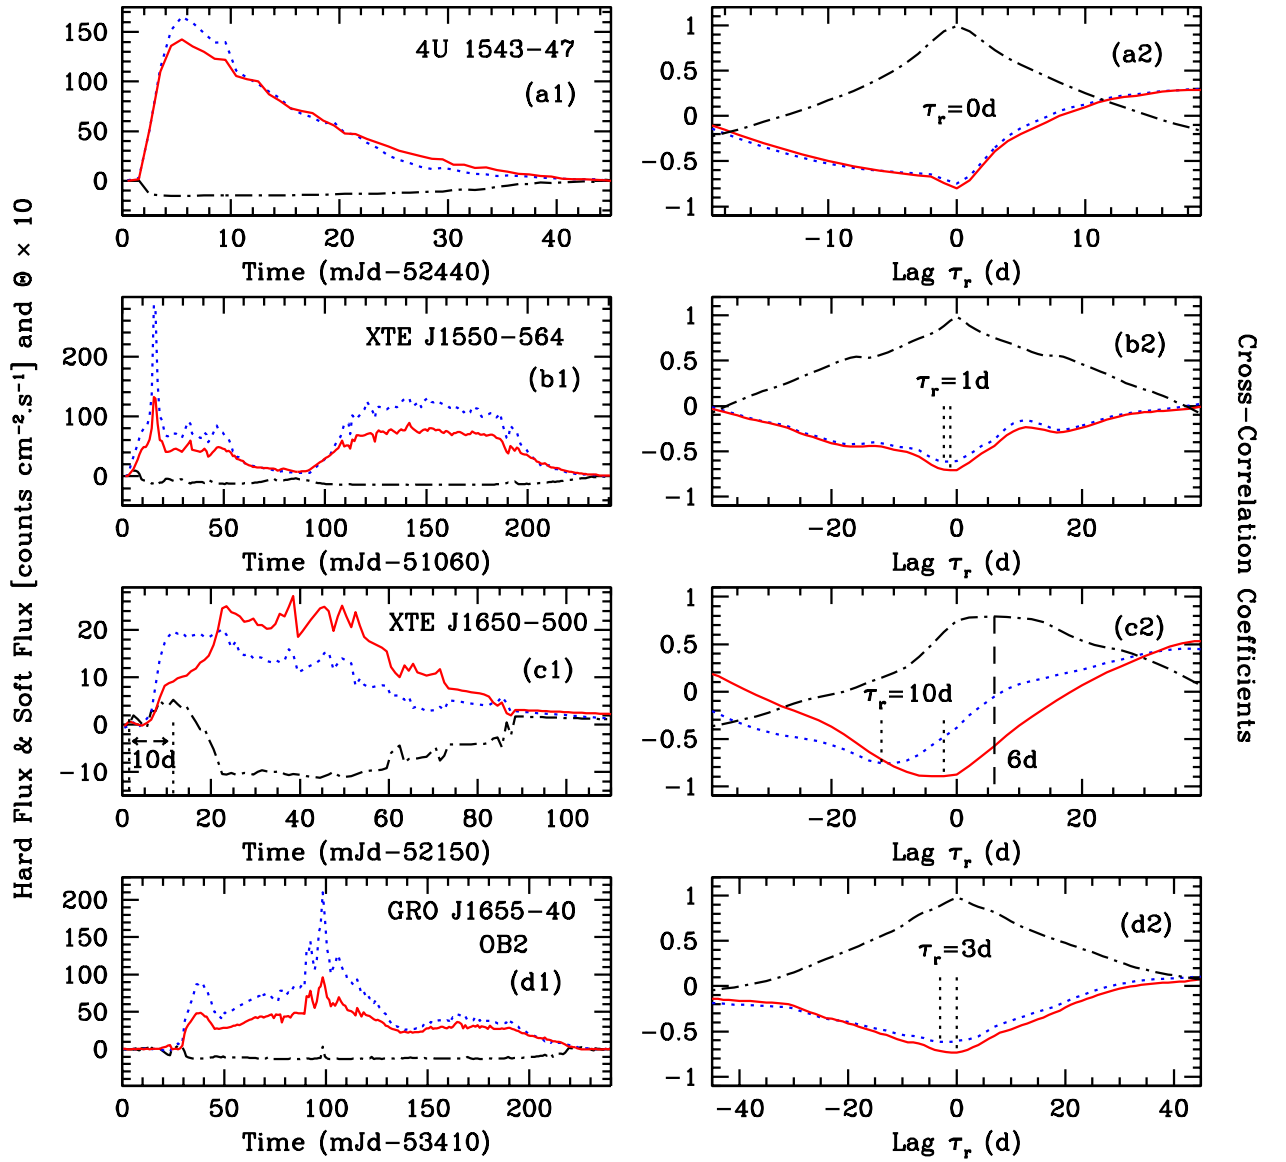 Hard Flux & Soft Flux [counts cm⁻².s⁻¹] and Θ × 10
Cross-Correlation Coefficients
4U 1543-47
(a1)
150
100
50
0
0 10 20 30 40
Time (mJd-52440)
(a2)
τr=0d
1
0.5
0
-0.5
-1
-10 0 10
Lag τr (d)
XTE J1550-564
(b1)
200
100
0
0 50 100 150 200
Time (mJd-51060)
(b2)
τr=1d
1
0.5
0
-0.5
-1
-20 0 20
Lag τr (d)
XTE J1650-500
(c1)
20
10
0
-10
10d
0 20 40 60 80 100
Time (mJd-52150)
(c2)
τr=10d
6d
1
0.5
0
-0.5
-1
-20 0 20
Lag τr (d)
GRO J1655-40
OB2
(d1)
200
150
100
50
0
0 50 100 150 200
Time (mJd-53410)
(d2)
τr=3d
1
0.5
0
-0.5
-1
-40 -20 0 20 40
Lag τr (d)